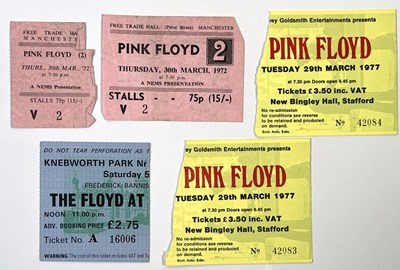 FREE TRADE HA
MANCHEST
PINK FLOYD (2)
THURS., 30th MAR., '72
at 7-30 p.m.
A NEMS Presentation
STALLS 75p (15/-)
V 2
FREE TRADE HALL (Peter Street) MANCHESTER
PINK FLOYD 2
THURSDAY, 30th MARCH, 1972
at 7-30 p.m.
A NEMS PRESENTATION
STALLS - - 75p (15/-)
V 2
ey Goldsmith Entertainments presents
PINK FLOYD
TUESDAY 29th MARCH 1977
at 7.30 pm Doors open 6.45 pm
Tickets £3.50 inc. VAT
New Bingley Hall, Stafford
No re-admission
for conditions see reverse
to be retained and produced
on demand.
No 42084
DO NOT TEAR PERFORATION AS T
KNEBWORTH PARK Nr
Saturday 5
FREDERICK BANNIS
THE FLOYD AT
NOON 11.00 p.m.
ADV. BOOKING PRICE £2.75
Ticket No. A 16006
vey Goldsmith Entertainments presents
PINK FLOYD
TUESDAY 29th MARCH 1977
at 7.30 pm Doors open 6.45 pm
Tickets £3.50 inc. VAT
New Bingley Hall, Stafford
No re-admission
for conditions see reverse
to be retained and produced
on demand.
No 42083